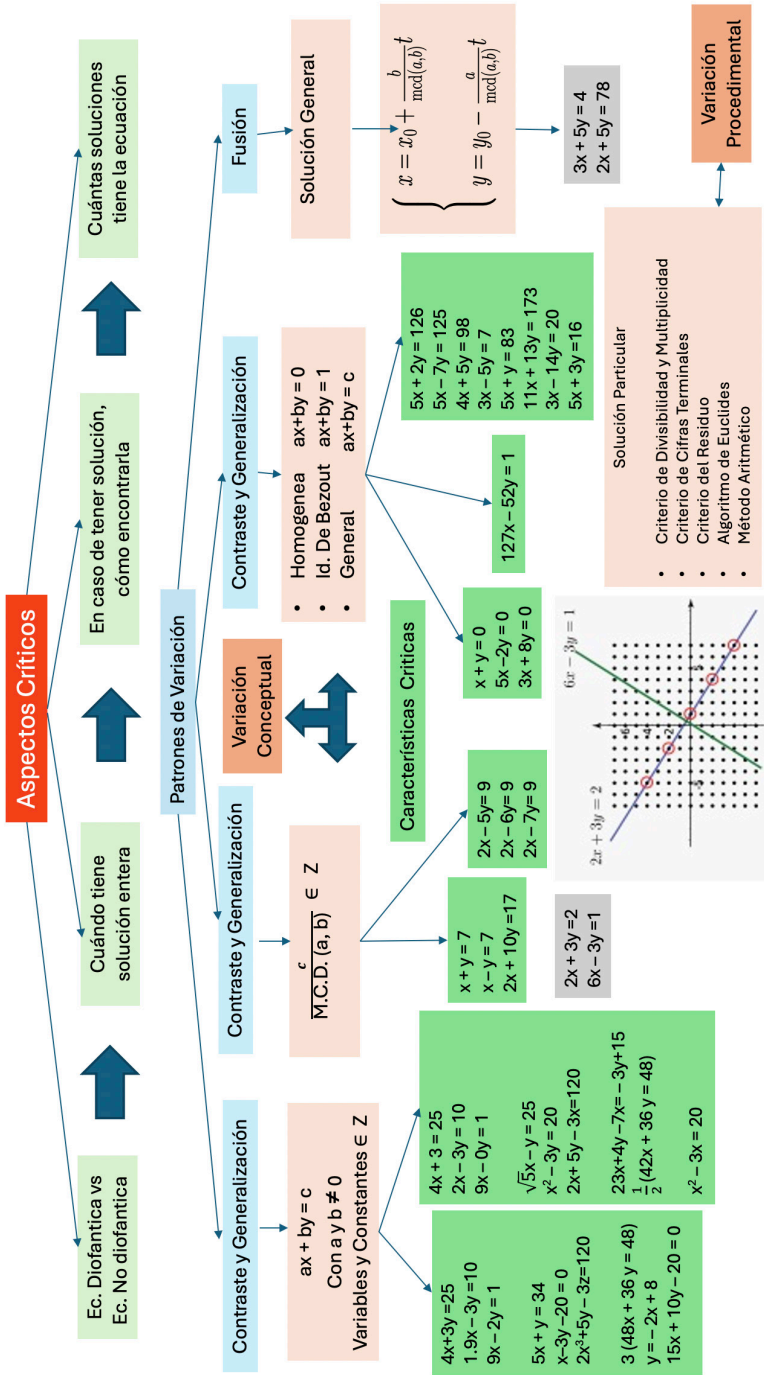 Aspectos Críticos
Ec. Diofantica vs
Ec. No diofantica
Cuándo tiene
solución entera
En caso de tener solución,
cómo encontrarla
Cuántas soluciones
tiene la ecuación
Patrones de Variación
Contraste y Generalización
ax + by = c
Con a y b ≠ 0
Variables y Constantes ∈ Z
4x+3y=25
1.9x−3y=10
9x−2y = 1
5x + y = 34
x−3y−20 = 0
2x³+5y−3z=120
3 (48x + 36 y = 48)
y = − 2x + 8
15x + 10y − 20 = 0
4x + 3 = 25
2x − 3y = 10
9x − 0y = 1
√5x − y = 25
x² − 3y = 20
2x+ 5y − 3x=120
23x+4y−7x=− 3y+15
1/2 (42x + 36 y = 48)
x² − 3x = 20
Contraste y Generalización
c
M.C.D. (a, b)
∈ Z
x + y = 7
x − y = 7
2x + 10y =17
2x − 5y= 9
2x − 6y = 9
2x − 7y = 9
2x + 3y =2
6x − 3y =1
Variación
Conceptual
Características Criticas
Contraste y Generalización
• Homogenea ax+by = 0
• Id. De Bezout ax+by = 1
• General ax+by = c
x + y = 0
5x − 2y = 0
3x + 8y = 0
127x − 52y = 1
5x + 2y = 126
5x − 7y = 125
4x + 5y = 98
3x − 5y = 7
5x + y = 83
11x + 13y = 173
3x − 14y = 20
5x + 3y = 16
Fusión
Solución General
x = x₀ + b/mcd(a,b) t
y = y₀ − a/mcd(a,b) t
3x + 5y = 4
2x + 5y = 78
2x + 3y = 2
6x − 3y = 1
Solución Particular
• Criterio de Divisibilidad y Multiplicidad
• Criterio de Cifras Terminales
• Criterio del Residuo
• Algoritmo de Euclides
• Método Aritmético
Variación
Procedimental